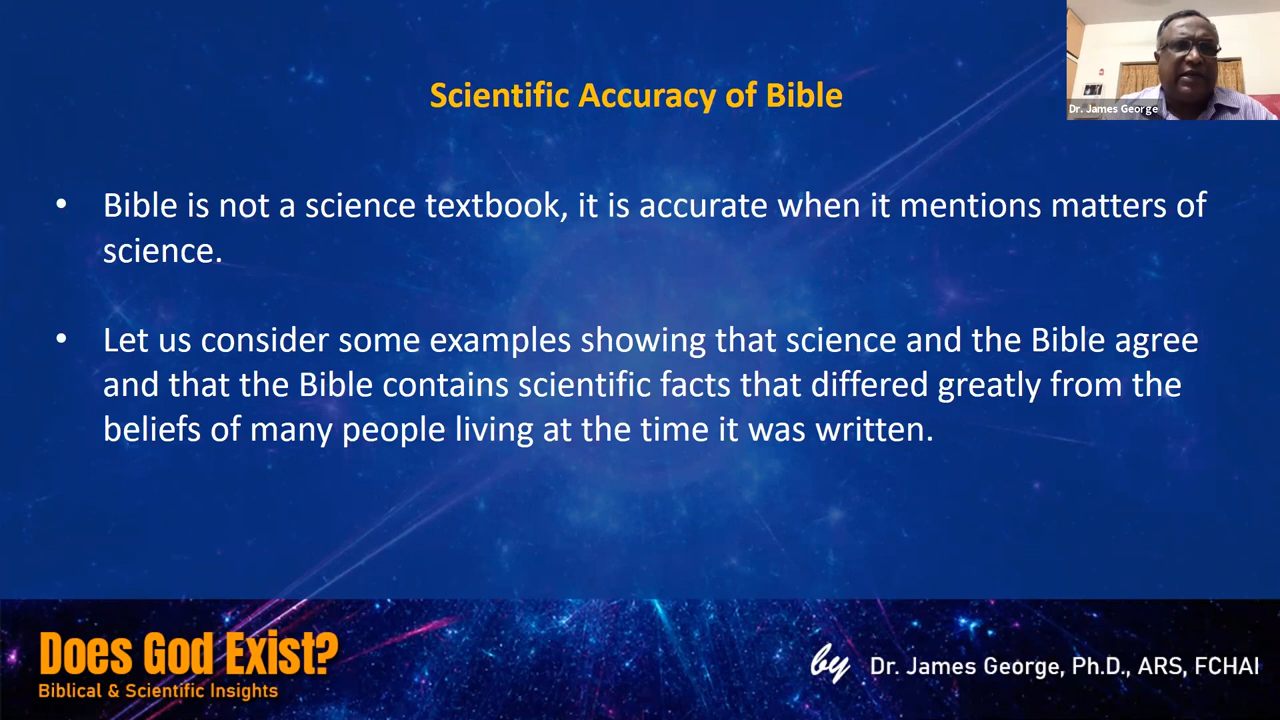 Scientific Accuracy of Bible
Dr. James George
• Bible is not a science textbook, it is accurate when it mentions matters of
science.
• Let us consider some examples showing that science and the Bible agree
and that the Bible contains scientific facts that differed greatly from the
beliefs of many people living at the time it was written.
Does God Exist?
Biblical & Scientific Insights
by Dr. James George, Ph.D., ARS, FCHAI